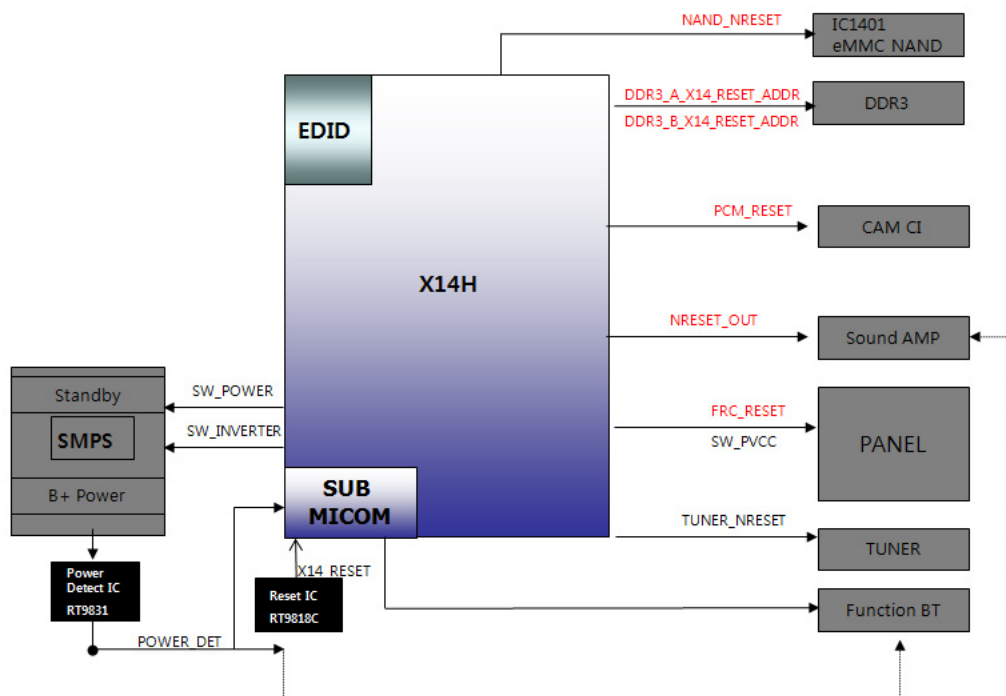 NAND_NRESET
IC1401
eMMC NAND
DDR3_A_X14_RESET_ADDR
DDR3_B_X14_RESET_ADDR
DDR3
EDID
PCM_RESET
CAM CI
X14H
NRESET_OUT
Sound AMP
Standby
SMPS
B+ Power
SW_POWER
SW_INVERTER
FRC_RESET
SW_PVCC
PANEL
SUB
MICOM
TUNER_NRESET
TUNER
X14_RESET
Power
Detect IC
RT9831
Reset IC
RT9818C
Function BT
POWER_DET